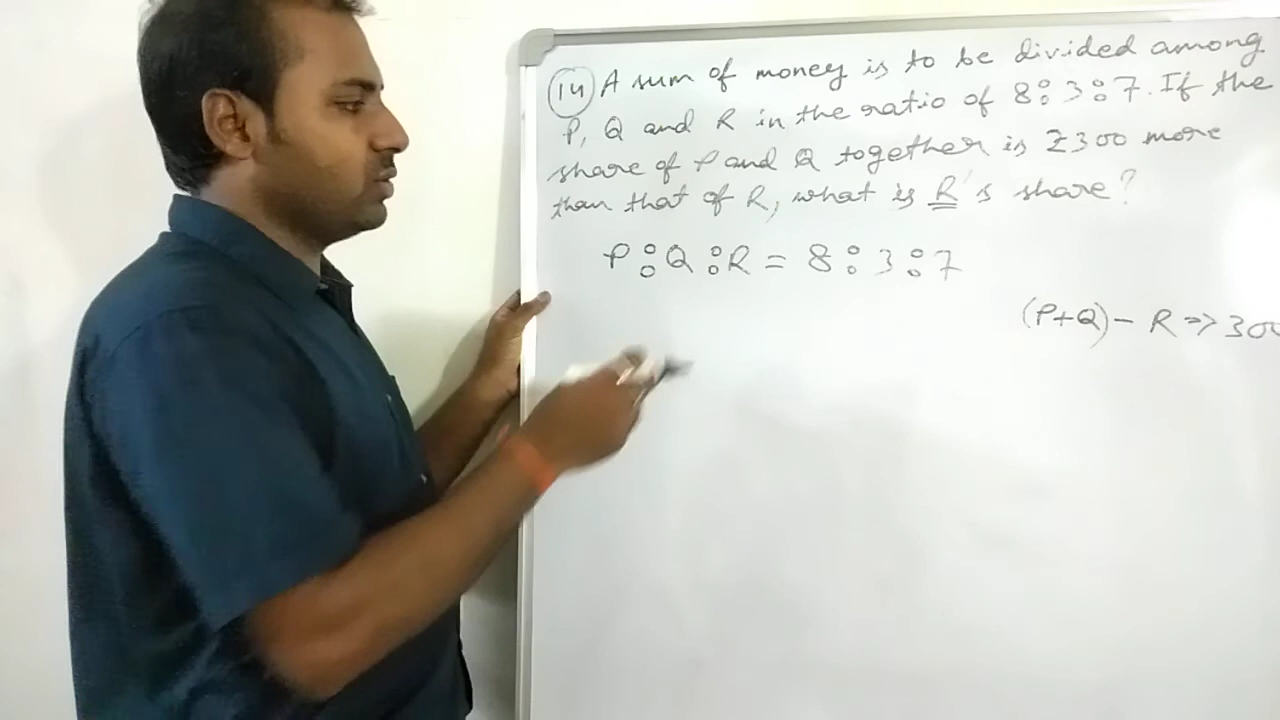 14 A sum of money is to be divided among
P, Q and R in the ratio of 8:3:7. If the
share of P and Q together is ₹300 more
than that of R, what is R's share?
P:Q:R = 8:3:7
(P+Q) - R => 300